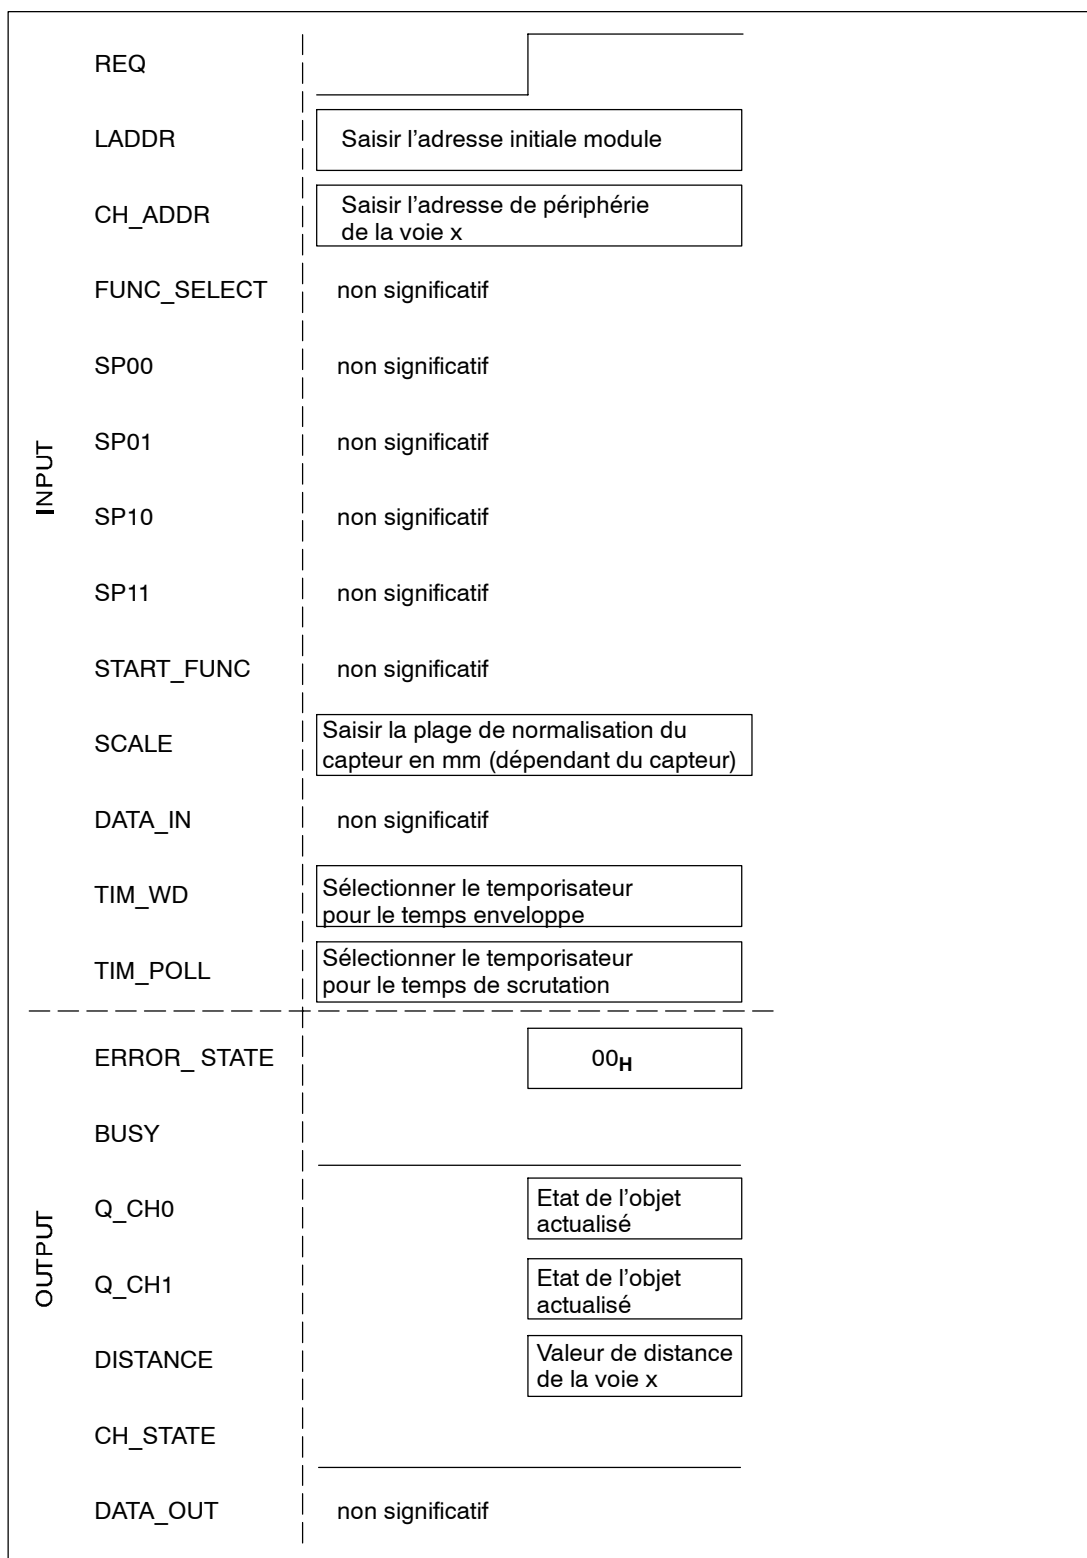 REQ
LADDR
Saisir l’adresse initiale module
CH_ADDR
Saisir l’adresse de périphérie
de la voie x
FUNC_SELECT
non significatif
SP00
non significatif
INPUT
SP01
non significatif
SP10
non significatif
SP11
non significatif
START_FUNC
non significatif
SCALE
Saisir la plage de normalisation du
capteur en mm (dépendant du capteur)
DATA_IN
non significatif
TIM_WD
Sélectionner le temporisateur
pour le temps enveloppe
TIM_POLL
Sélectionner le temporisateur
pour le temps de scrutation
ERROR_ STATE
00H
BUSY
OUTPUT
Q_CH0
Etat de l’objet
actualisé
Q_CH1
Etat de l’objet
actualisé
DISTANCE
Valeur de distance
de la voie x
CH_STATE
DATA_OUT
non significatif